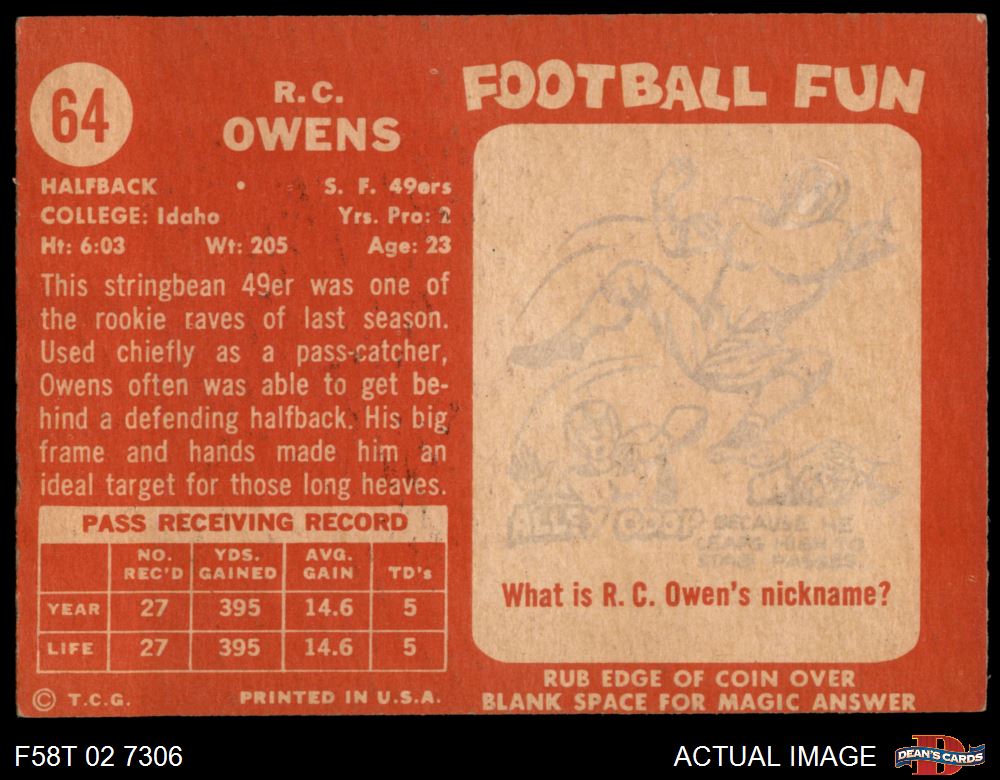 64
R. C.
OWENS
HALFBACK • S. F. 49ers
COLLEGE: Idaho Yrs. Pro: 2
Ht: 6:03 Wt: 205 Age: 23
This stringbean 49er was one of
the rookie raves of last season.
Used chiefly as a pass-catcher,
Owens often was able to get be-
hind a defending halfback. His big
frame and hands made him an
ideal target for those long heaves.
PASS RECEIVING RECORD
NO. REC'D YDS. GAINED AVG. GAIN TD's
YEAR 27 395 14.6 5
LIFE 27 395 14.6 5
© T.C.G. PRINTED IN U.S.A.
FOOTBALL FUN
ALLEY OOP! BECAUSE HE
LEAPS HIGH TO
PASSES..
What is R. C. Owen's nickname?
RUB EDGE OF COIN OVER
BLANK SPACE FOR MAGIC ANSWER
F58T 02 7306
ACTUAL IMAGE
DEAN'S CARDS